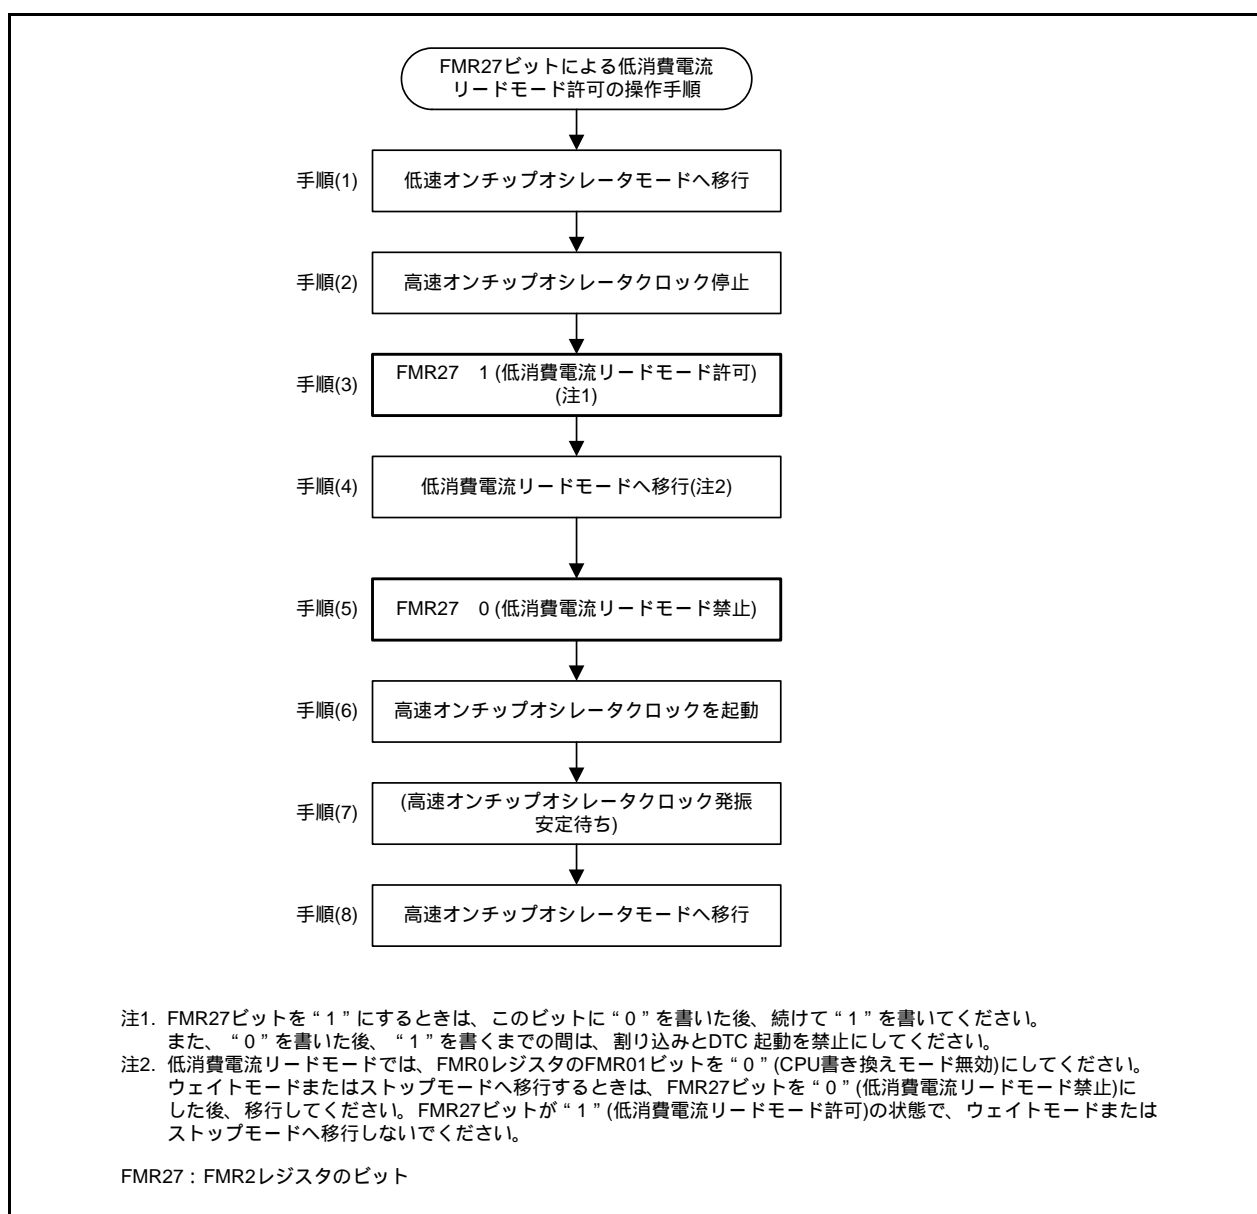 FMR27ビットによる低消費電流
リードモード許可の操作手順
手順(1)
低速オンチップオシレータモードへ移行
手順(2)
高速オンチップオシレータクロック停止
手順(3)
FMR27　1 (低消費電流リードモード許可)
(注1)
手順(4)
低消費電流リードモードへ移行(注2)
手順(5)
FMR27　0 (低消費電流リードモード禁止)
手順(6)
高速オンチップオシレータクロックを起動
手順(7)
(高速オンチップオシレータクロック発振
安定待ち)
手順(8)
高速オンチップオシレータモードへ移行
注1. FMR27ビットを“1”にするときは、このビットに“0”を書いた後、続けて“1”を書いてください。
また、“0”を書いた後、“1”を書くまでの間は、割り込みとDTC 起動を禁止にしてください。
注2. 低消費電流リードモードでは、FMR0レジスタのFMR01ビットを“0”(CPU書き換えモード無効)にしてください。
ウェイトモードまたはストップモードへ移行するときは、FMR27ビットを“0”(低消費電流リードモード禁止)に
した後、移行してください。FMR27ビットが“1”(低消費電流リードモード許可)の状態で、ウェイトモードまたは
ストップモードへ移行しないでください。
FMR27：FMR2レジスタのビット